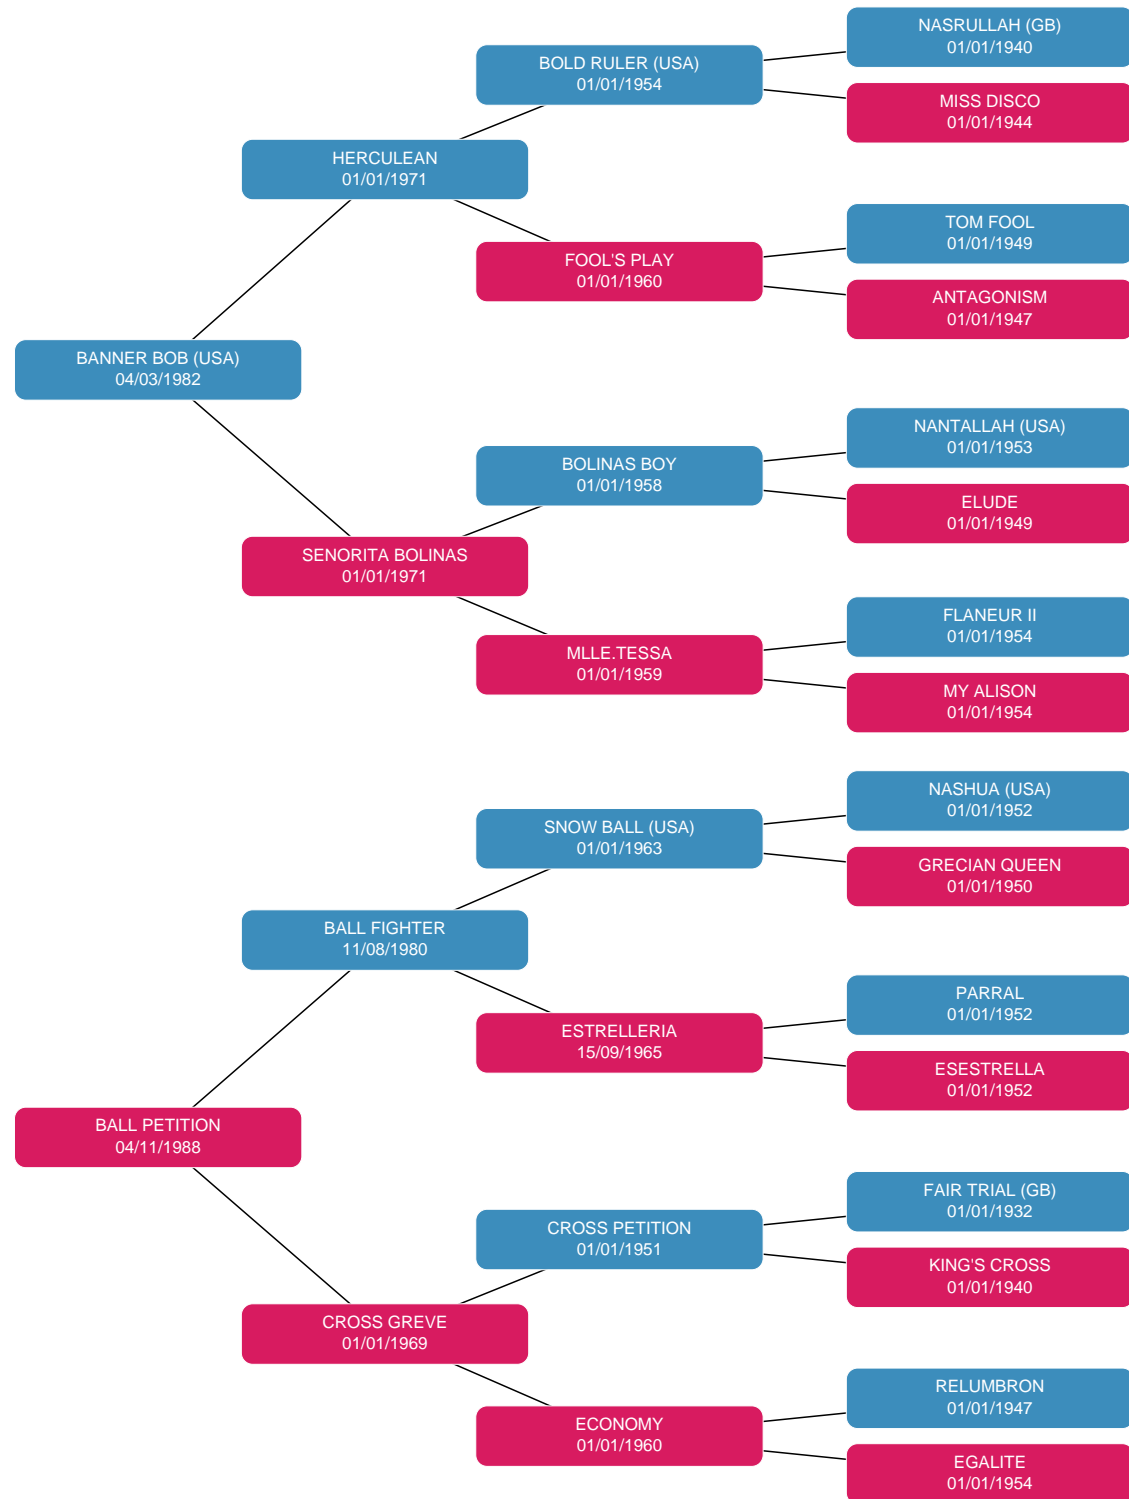 NASRULLAH (GB)
01/01/1940
BOLD RULER (USA)
01/01/1954
MISS DISCO
01/01/1944
HERCULEAN
01/01/1971
TOM FOOL
01/01/1949
FOOL'S PLAY
01/01/1960
ANTAGONISM
01/01/1947
BANNER BOB (USA)
04/03/1982
NANTALLAH (USA)
01/01/1953
BOLINAS BOY
01/01/1958
ELUDE
01/01/1949
SENORITA BOLINAS
01/01/1971
FLANEUR II
01/01/1954
MLLE.TESSA
01/01/1959
MY ALISON
01/01/1954
NASHUA (USA)
01/01/1952
SNOW BALL (USA)
01/01/1963
GRECIAN QUEEN
01/01/1950
BALL FIGHTER
11/08/1980
PARRAL
01/01/1952
ESTRELLERIA
15/09/1965
ESESTRELLA
01/01/1952
BALL PETITION
04/11/1988
FAIR TRIAL (GB)
01/01/1932
CROSS PETITION
01/01/1951
KING'S CROSS
01/01/1940
CROSS GREVE
01/01/1969
RELUMBRON
01/01/1947
ECONOMY
01/01/1960
EGALITE
01/01/1954